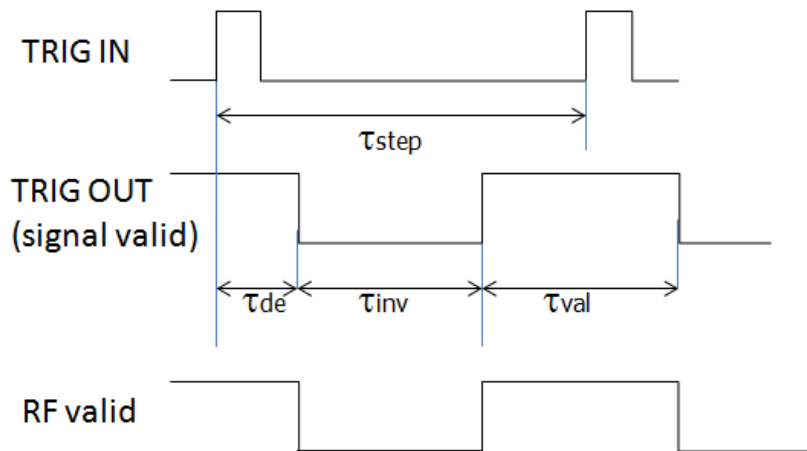 TRIG IN
τstep
TRIG OUT
(signal valid)
τde τinv τval
RF valid